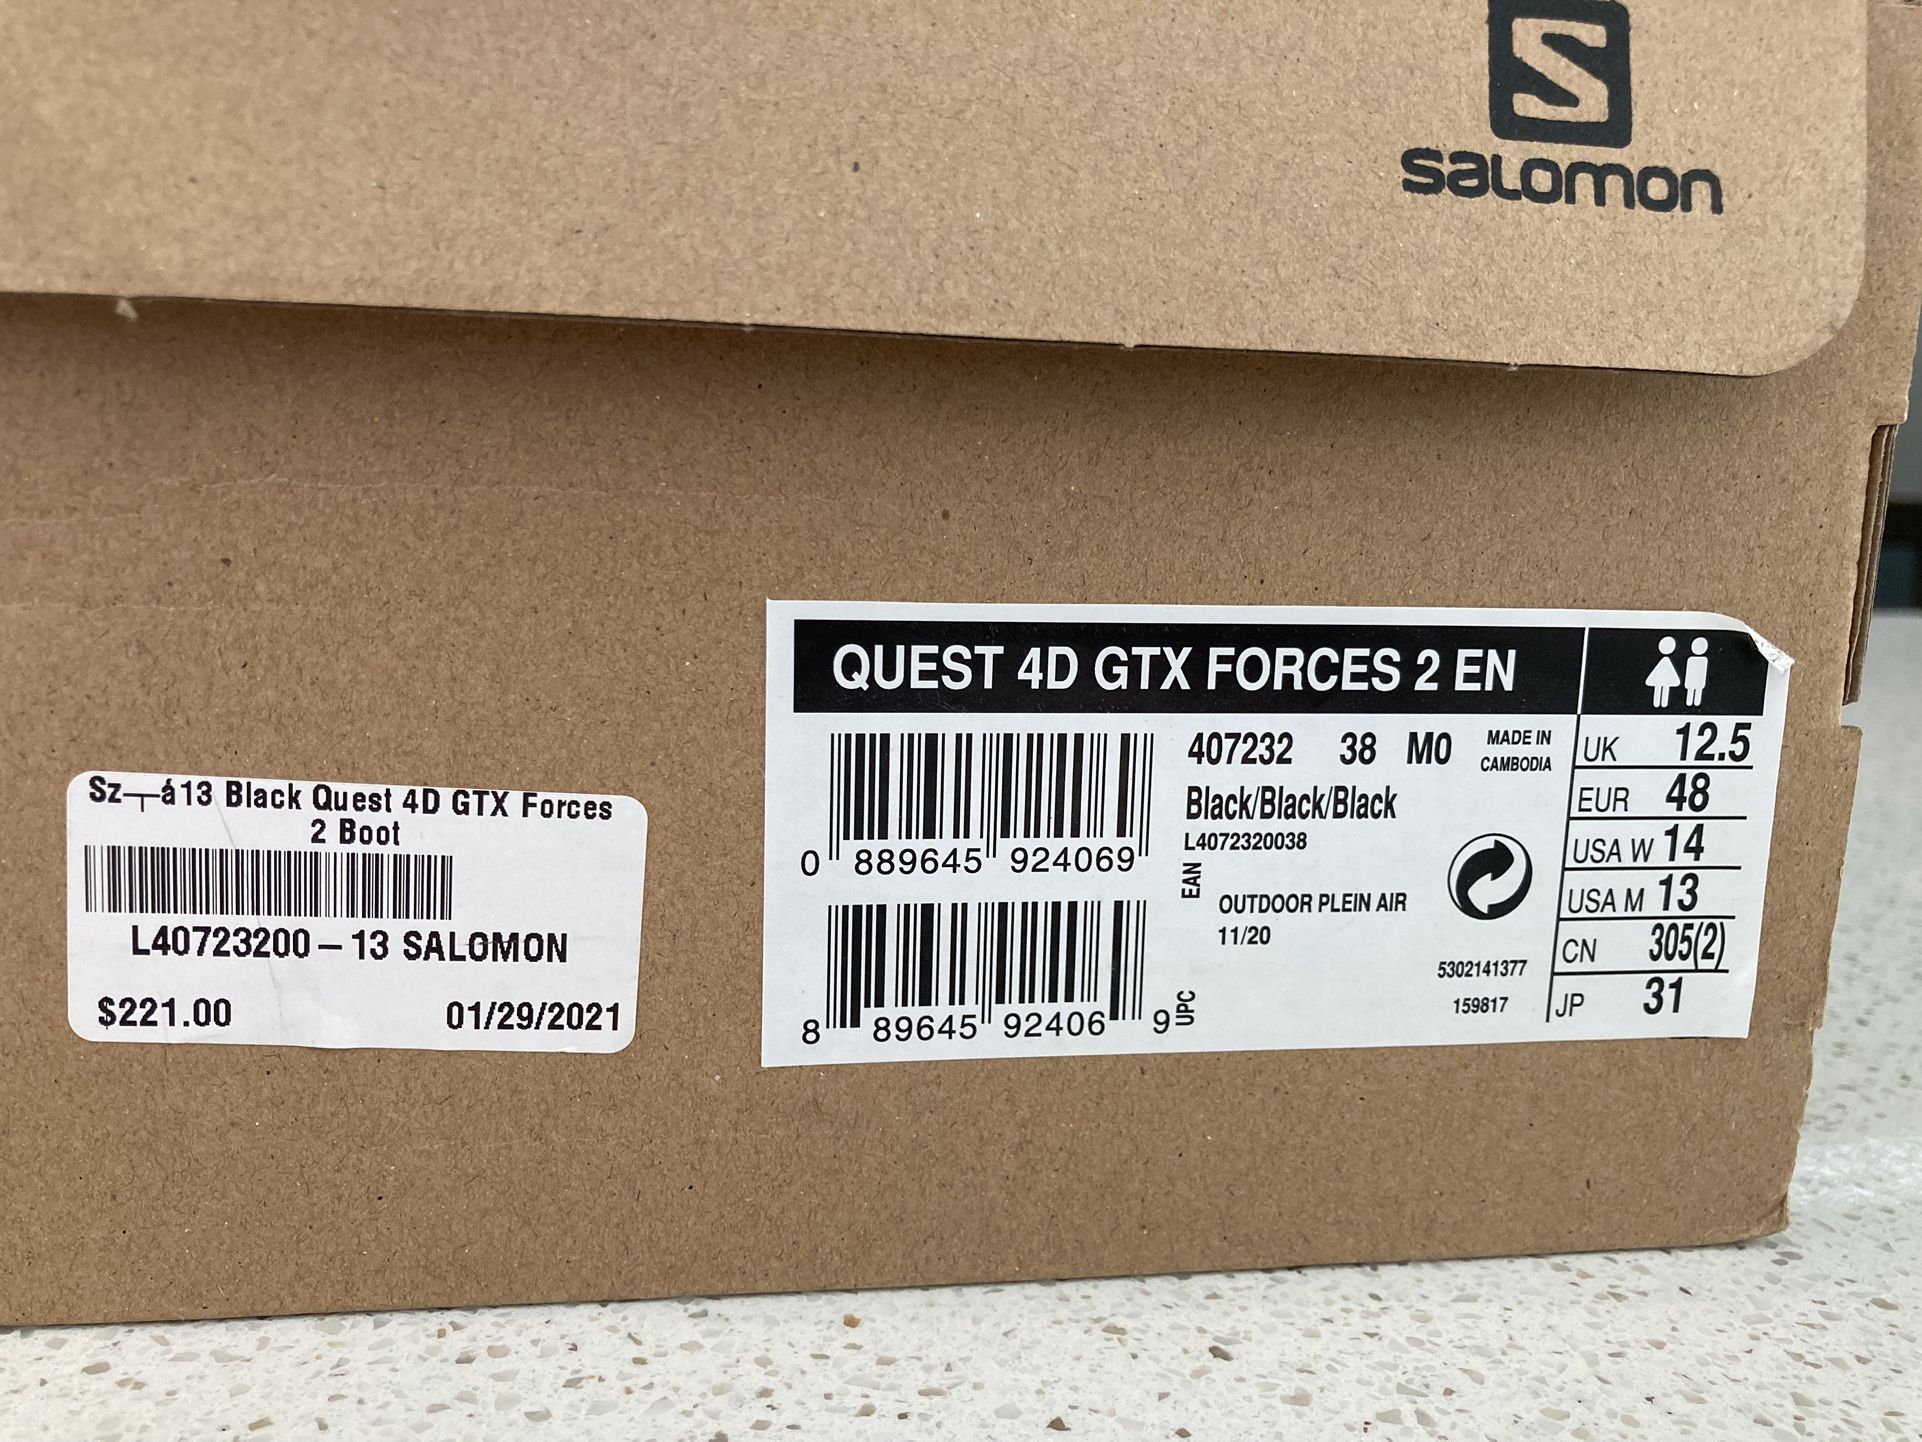 S
SALOMON
Sz─┬á13 Black Quest 4D GTX Forces
2 Boot
L40723200-13 SALOMON
$221.00 01/29/2021
QUEST 4D GTX FORCES 2 EN
407232 38 M0
MADE IN
CAMBODIA
Black/Black/Black
L4072320038
0 889645 924069
EAN
OUTDOOR PLEIN AIR
11/20
5302141377
159817
8 89645 92406 9
UPC
UK 12.5
EUR 48
USA W 14
USA M 13
CN 305(2)
JP 31